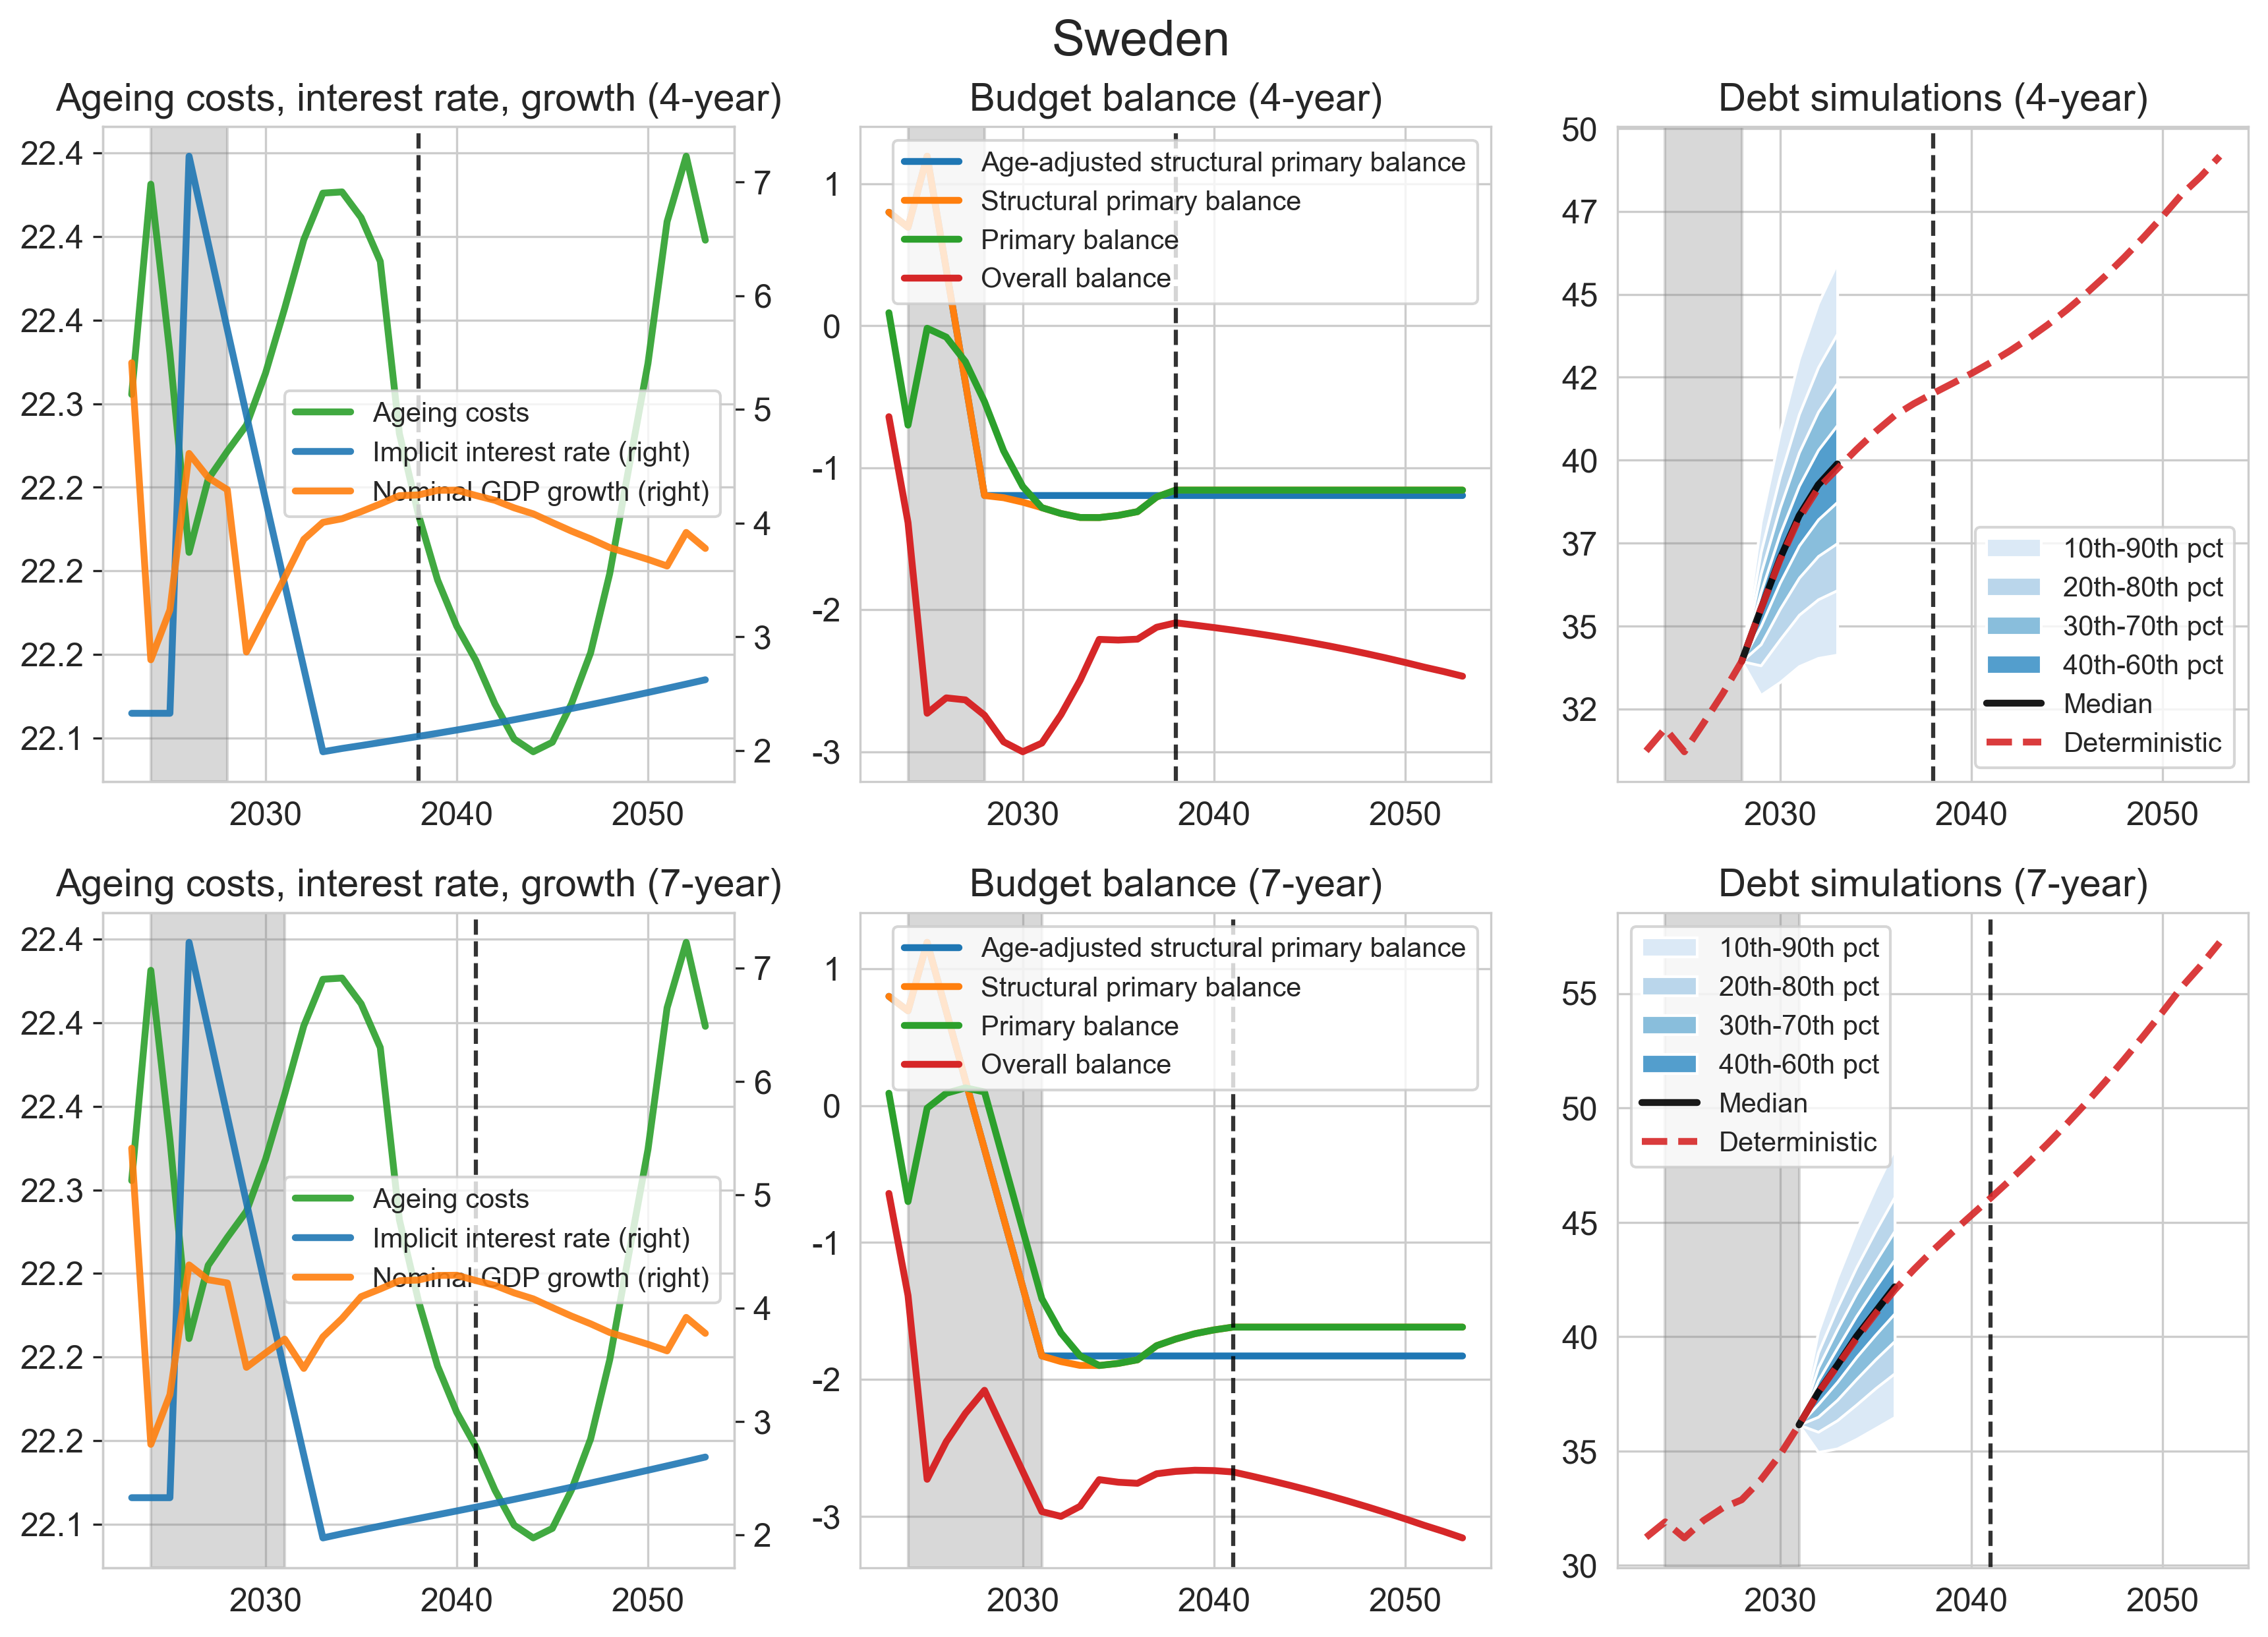 Sweden
Ageing costs, interest rate, growth (4-year)
22.4
22.4
22.4
22.3
22.2
22.2
22.2
22.1
7
6
5
4
3
2
2030
2040
2050
Ageing costs
Implicit interest rate (right)
Nominal GDP growth (right)
Budget balance (4-year)
1
0
-1
-2
-3
2030
2040
2050
Age-adjusted structural primary balance
Structural primary balance
Primary balance
Overall balance
Debt simulations (4-year)
50
47
45
42
40
37
35
32
2030
2040
2050
10th-90th pct
20th-80th pct
30th-70th pct
40th-60th pct
Median
Deterministic
Ageing costs, interest rate, growth (7-year)
22.4
22.4
22.4
22.3
22.2
22.2
22.2
22.1
7
6
5
4
3
2
2030
2040
2050
Ageing costs
Implicit interest rate (right)
Nominal GDP growth (right)
Budget balance (7-year)
1
0
-1
-2
-3
2030
2040
2050
Age-adjusted structural primary balance
Structural primary balance
Primary balance
Overall balance
Debt simulations (7-year)
55
50
45
40
35
30
2030
2040
2050
10th-90th pct
20th-80th pct
30th-70th pct
40th-60th pct
Median
Deterministic